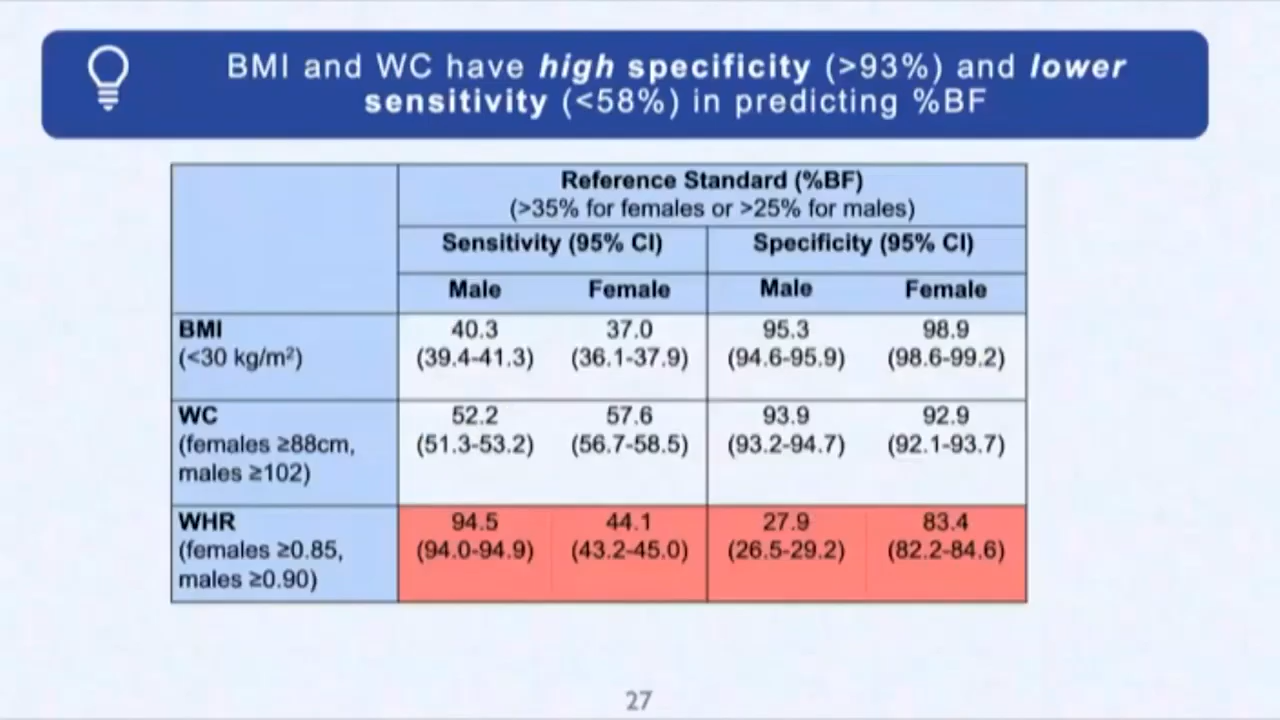 BMI and WC have high specificity (>93%) and lower
sensitivity (<58%) in predicting %BF
Reference Standard (%BF)
(>35% for females or >25% for males)
Sensitivity (95% CI) Specificity (95% CI)
Male Female Male Female
BMI 40.3 37.0 95.3 98.9
(<30 kg/m²) (39.4-41.3) (36.1-37.9) (94.6-95.9) (98.6-99.2)
WC 52.2 57.6 93.9 92.9
(females ≥88cm, (51.3-53.2) (56.7-58.5) (93.2-94.7) (92.1-93.7)
males ≥102)
WHR 94.5 44.1 27.9 83.4
(females ≥0.85, (94.0-94.9) (43.2-45.0) (26.5-29.2) (82.2-84.6)
males ≥0.90)
27